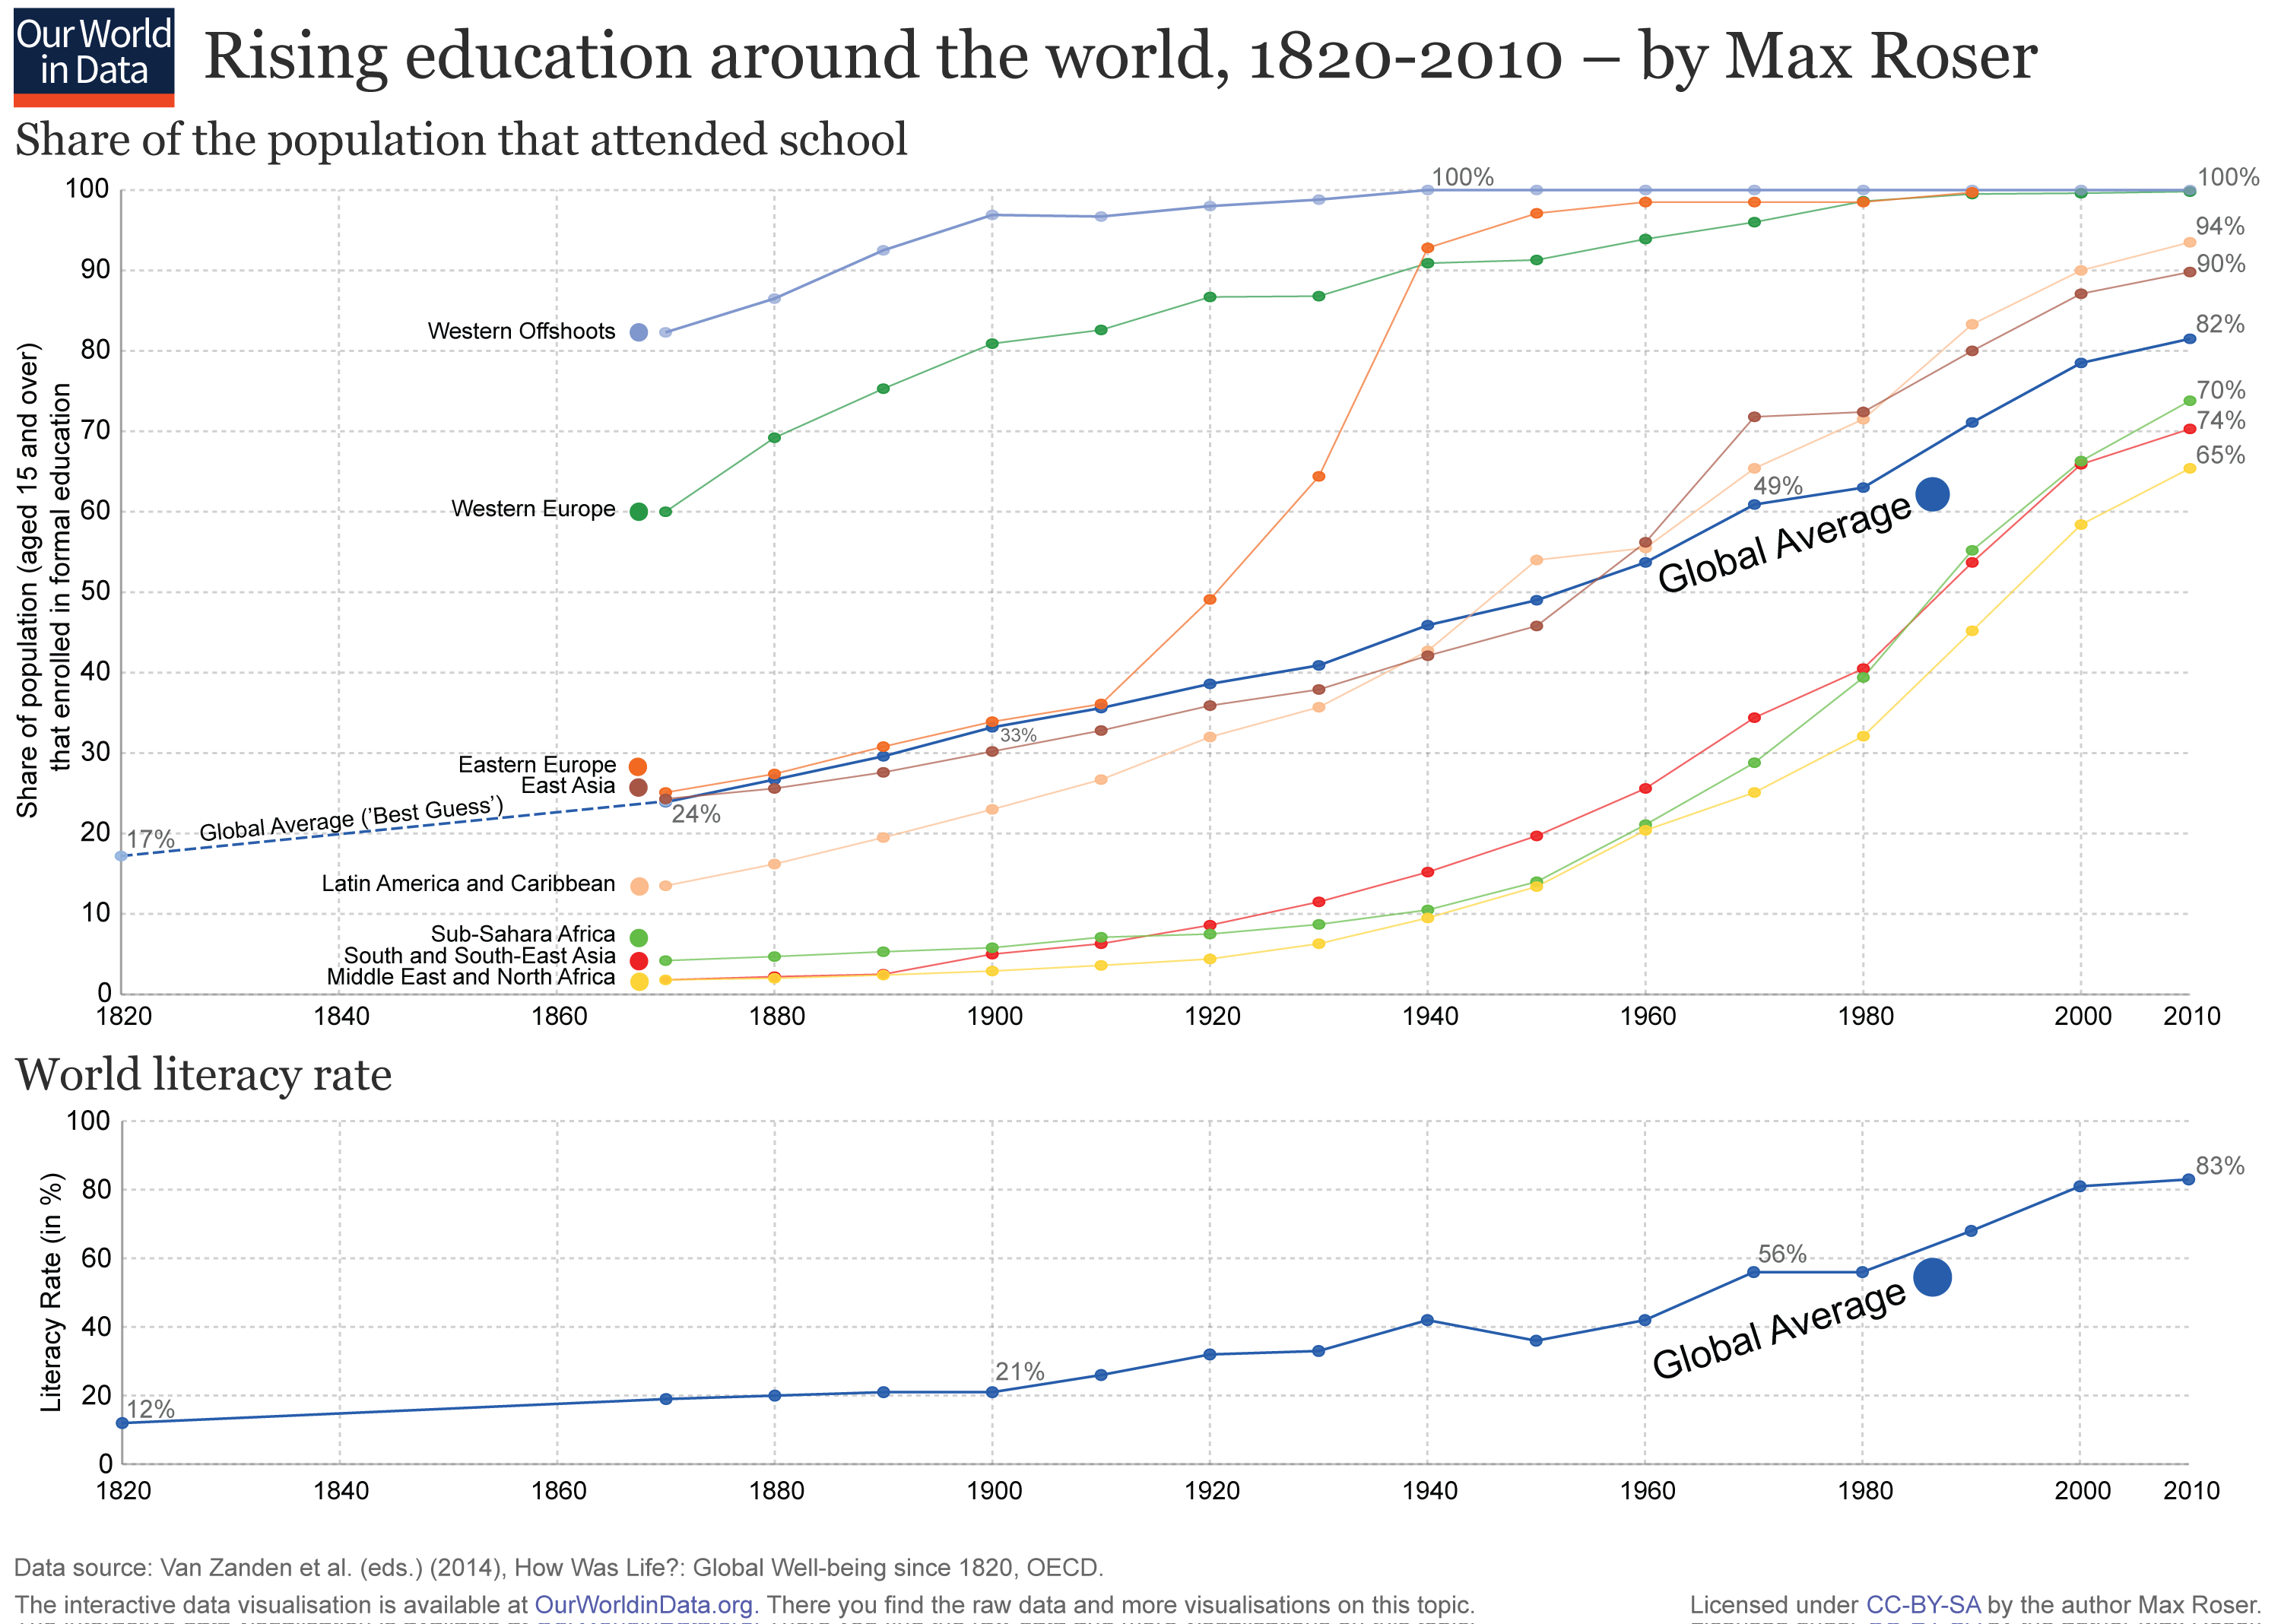 Our World
in Data
Rising education around the world, 1820-2010 – by Max Roser
Share of the population that attended school
Share of population (aged 15 and over)
that enrolled in formal education
100
90
80
70
60
50
40
30
20
10
0
100%
100%
94%
90%
82%
70%
74%
65%
49%
33%
24%
17%
Western Offshoots
Western Europe
Eastern Europe
East Asia
Global Average ('Best Guess')
Latin America and Caribbean
Sub-Sahara Africa
South and South-East Asia
Middle East and North Africa
Global Average
1820 1840 1860 1880 1900 1920 1940 1960 1980 2000 2010
World literacy rate
Literacy Rate (in %)
100
80
60
40
20
0
12%
21%
56%
83%
Global Average
1820 1840 1860 1880 1900 1920 1940 1960 1980 2000 2010
Data source: Van Zanden et al. (eds.) (2014), How Was Life?: Global Well-being since 1820, OECD.
The interactive data visualisation is available at OurWorldinData.org. There you find the raw data and more visualisations on this topic.
Licensed under CC-BY-SA by the author Max Roser.